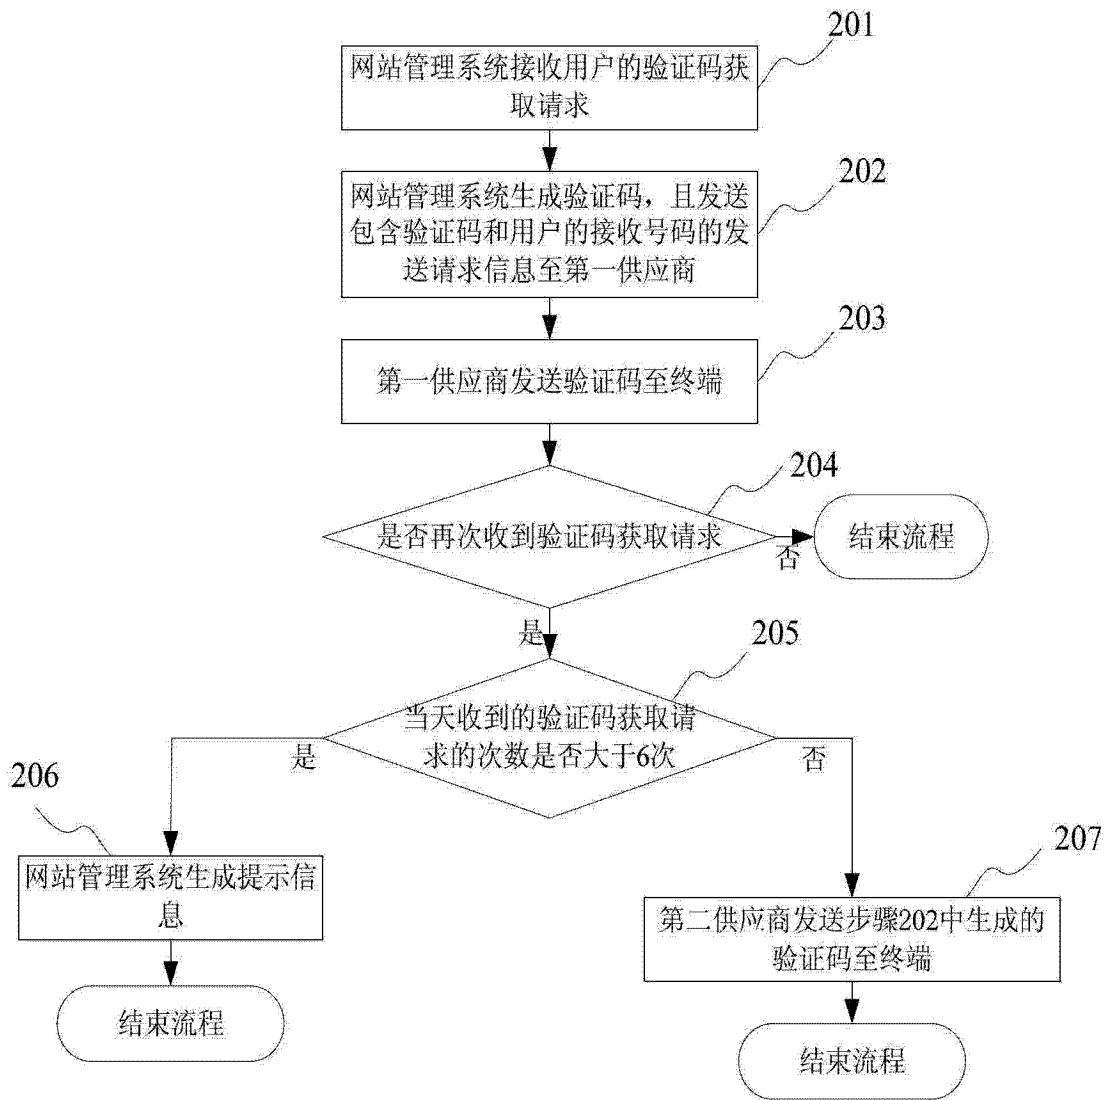 201
网站管理系统接收用户的验证码获
取请求
202
网站管理系统生成验证码，且发送
包含验证码和用户的接收号码的发
送请求信息至第一供应商
203
第一供应商发送验证码至终端
204
是否再次收到验证码获取请求
否
结束流程
是
205
当天收到的验证码获取请
求的次数是否大于6次
是
否
206
网站管理系统生成提示信
息
结束流程
207
第二供应商发送步骤202中生成的
验证码至终端
结束流程